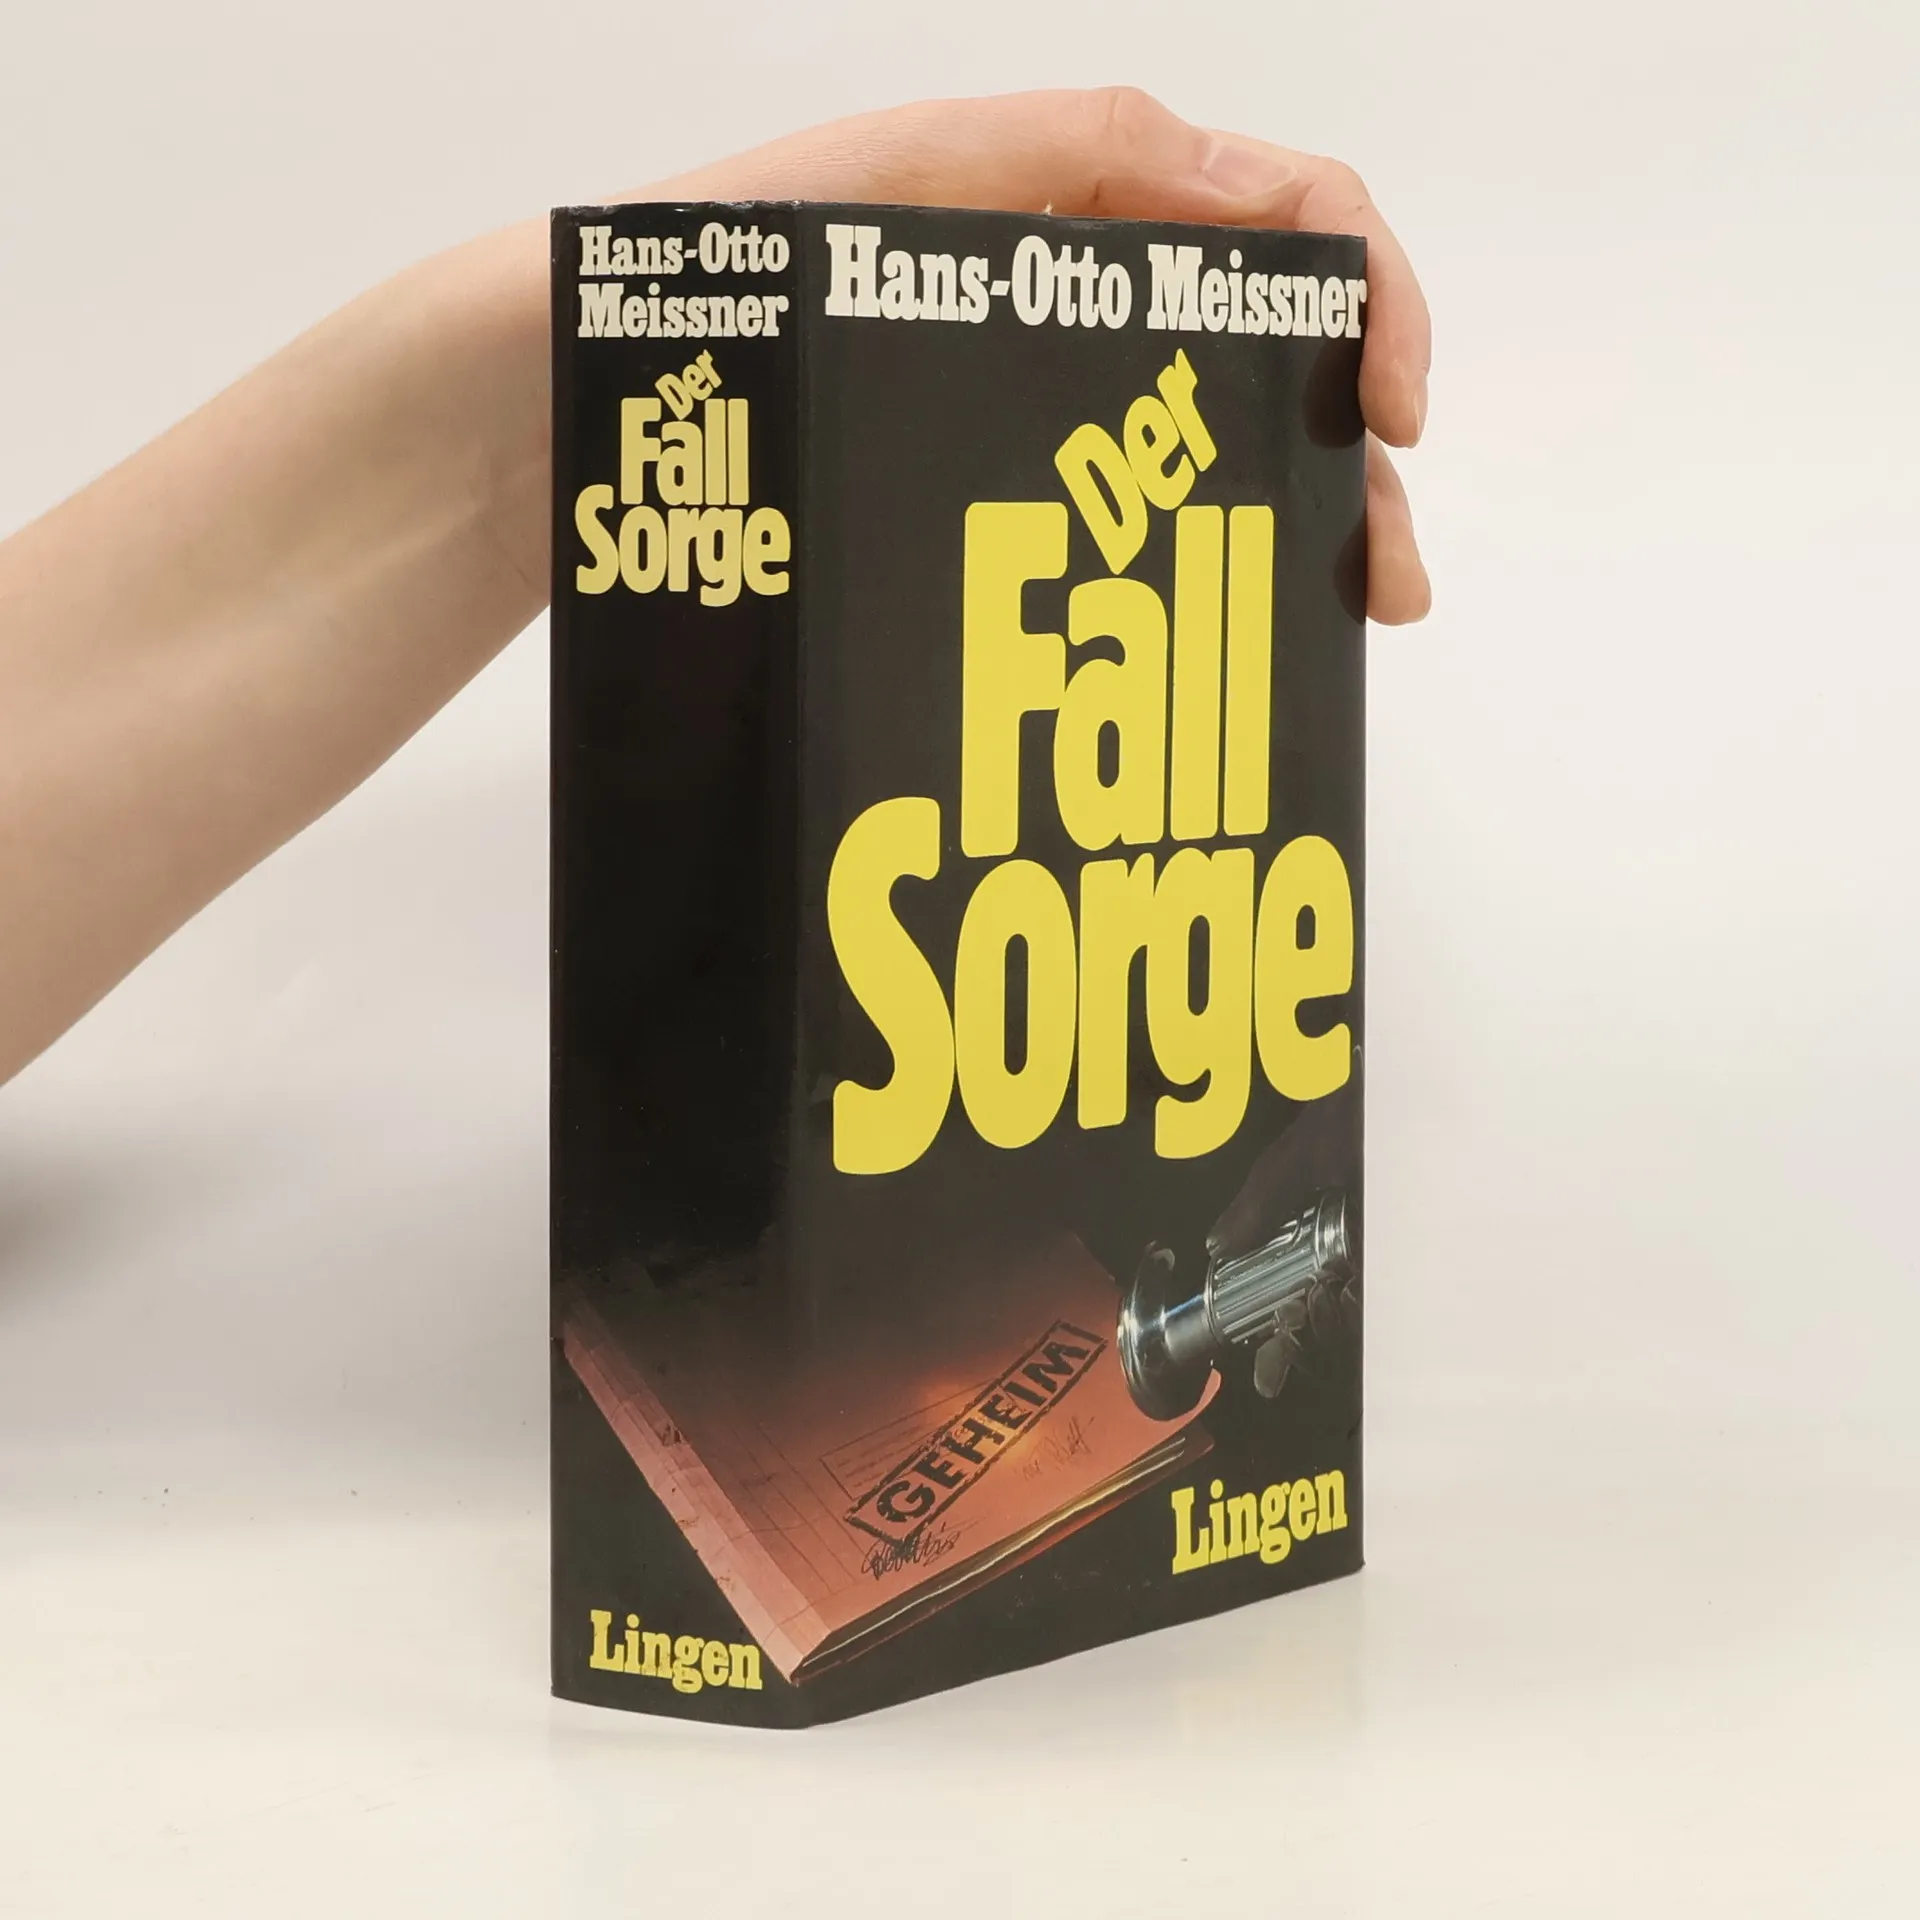 Hans-Otto
Meissner
Der
Fall
Sorge
Lingen
Hans-Otto Meissner
Der
Fall
Sorge
GEHEIM
Lingen